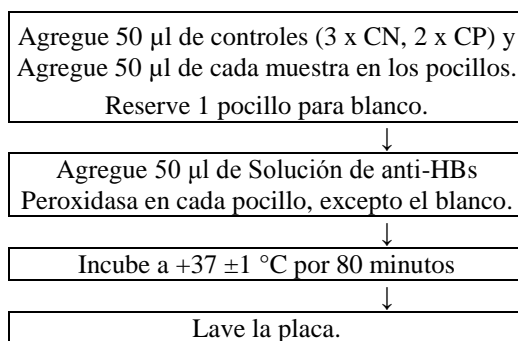 Agregue 50 µl de controles (3 x CN, 2 x CP) y
Agregue 50 µl de cada muestra en los pocillos.
Reserve 1 pocillo para blanco.
↓
Agregue 50 µl de Solución de anti-HBs
Peroxidasa en cada pocillo, excepto el blanco.
↓
Incube a +37 ±1 °C por 80 minutos
↓
Lave la placa.